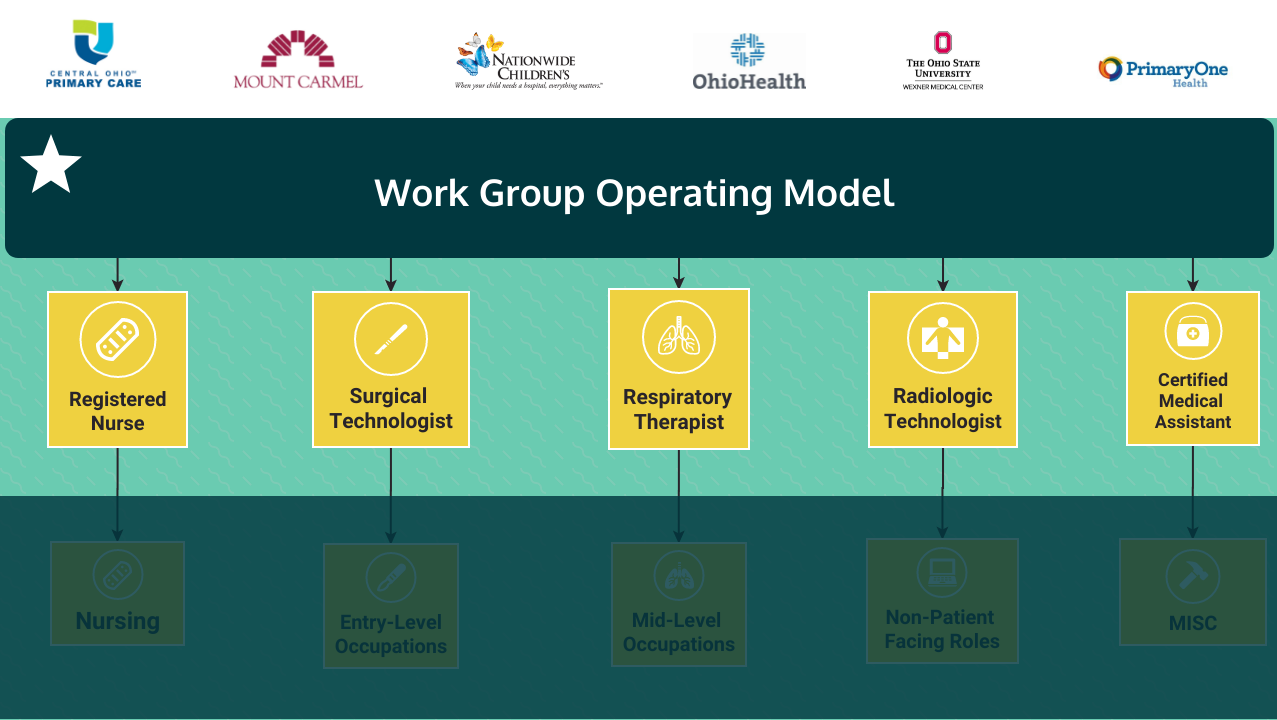 CENTRAL OHIO™
PRIMARY CARE
MOUNT CARMEL
NATIONWIDE
CHILDREN'S
When your child needs a hospital, everything matters.™
OhioHealth
THE OHIO STATE
UNIVERSITY
WEXNER MEDICAL CENTER
PrimaryOne
Health
Work Group Operating Model
Registered
Nurse
Surgical
Technologist
Respiratory
Therapist
Radiologic
Technologist
Certified
Medical
Assistant
Nursing
Entry-Level
Occupations
Mid-Level
Occupations
Non-Patient
Facing Roles
MISC